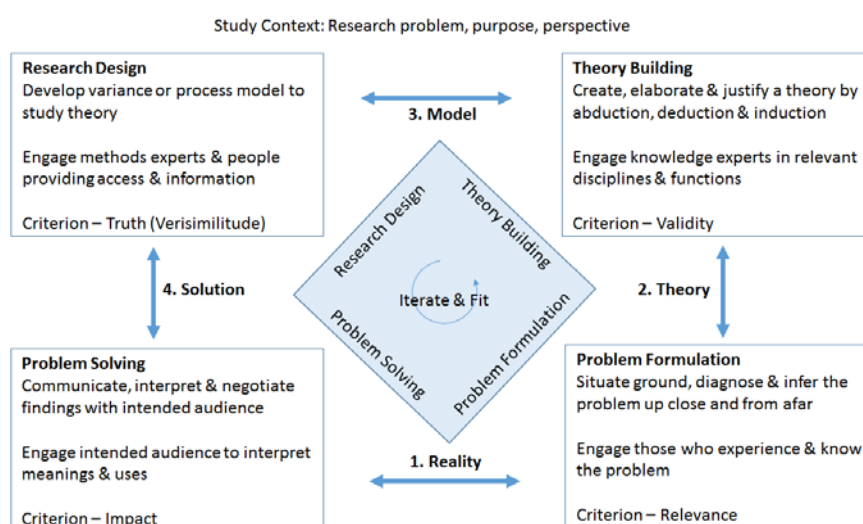 Study Context: Research problem, purpose, perspective
Research Design
Develop variance or process model to
study theory
Engage methods experts & people
providing access & information
Criterion – Truth (Verisimilitude)
3. Model
Theory Building
Create, elaborate & justify a theory by
abduction, deduction & induction
Engage knowledge experts in relevant
disciplines & functions
Criterion – Validity
Research Design
Theory Building
4. Solution
Iterate & Fit
2. Theory
Problem Solving
Problem Formulation
Problem Solving
Communicate, interpret & negotiate
findings with intended audience
Engage intended audience to interpret
meanings & uses
Criterion – Impact
1. Reality
Problem Formulation
Situate ground, diagnose & infer the
problem up close and from afar
Engage those who experience & know
the problem
Criterion – Relevance